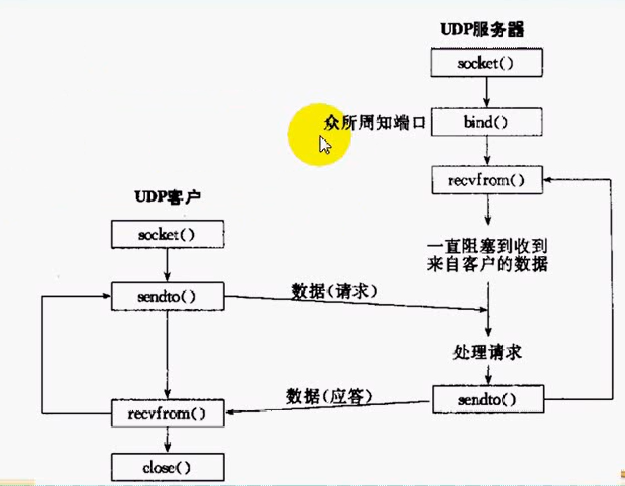 UDP服务器
socket()
众所周知端口
bind()
recvfrom()
一直阻塞到收到
来自客户的数据
处理请求
sendto()
UDP客户
socket()
sendto()
数据(请求)
数据(应答)
recvfrom()
close()